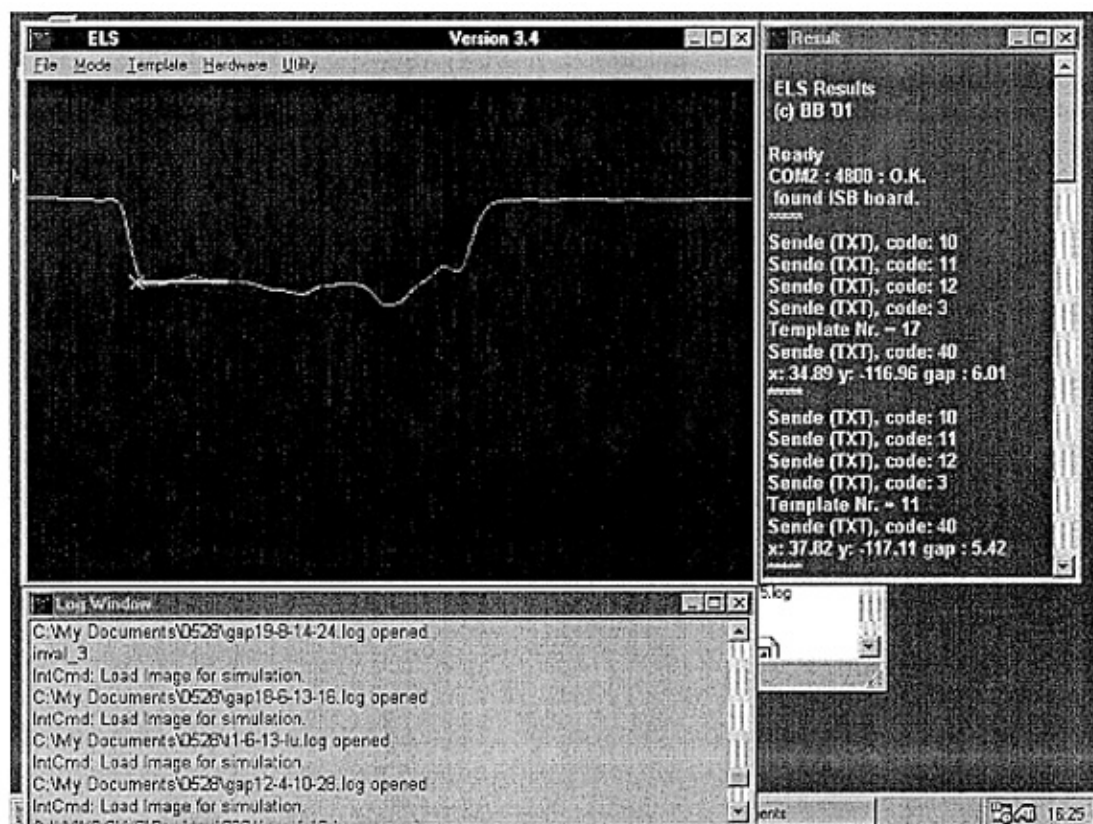 ELS
Version 3.4
File Mode Template Hardware Utility
Result
ELS Results
(c) BB '01
Ready
COM2 : 4800 : O.K.
found ISB board.
Sende (TXT), code: 10
Sende (TXT), code: 11
Sende (TXT), code: 12
Sende (TXT), code: 3
Template Nr. = 17
Sende (TXT), code: 40
x: 34.89 y: -116.96 gap : 6.01
Sende (TXT), code: 10
Sende (TXT), code: 11
Sende (TXT), code: 12
Sende (TXT), code: 3
Template Nr. = 11
Sende (TXT), code: 40
x: 37.82 y: -117.11 gap : 5.42
Log Window
C:\My Documents\0528\gap19-8-14-24.log opened
inval_3
IntCmd: Load Image for simulation.
C:\My Documents\0528\gap18-6-13-16.log opened
IntCmd: Load Image for simulation.
C:\My Documents\0528\l1-6-13-lu.log opened
IntCmd: Load Image for simulation.
C:\My Documents\0528\gap12-4-10-28.log opened
IntCmd: Load Image for simulation.
5.log
ents
16:25